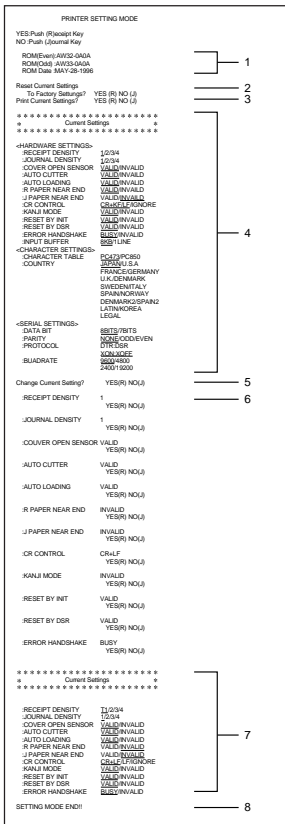 PRINTER SETTING MODE
YES:Push (R)eceipt Key
NO :Push (J)ournal Key
ROM(Even):AW32-0A0A
ROM(Odd) :AW33-0A0A
ROM Date :MAY-28-1996
1
Reset Current Settings
To Factory Settungs? YES (R) NO (J)
2
Print Current Settings? YES (R) NO (J)
3
* * * * * * * * * * * * * * * * * * * * *
* Current Settings *
* * * * * * * * * * * * * * * * * * * * *
<HARDWARE SETTINGS>
:RECEIPT DENSITY 1/2/3/4
:JOURNAL DENSITY 1/2/3/4
:COVER OPEN SENSOR VALID/INVALID
:AUTO CUTTER VALID/INVALID
:AUTO LOADING VALID/INVALID
:R PAPER NEAR END VALID/INVALID
:J PAPER NEAR END VALID/INVAILD
:CR CONTROL CR+KF/LF/IGNORE
:KANJI MODE VALID/INVALID
:RESET BY INIT VALID/INVALID
:RESET BY DSR VALID/INVALID
:ERROR HANDSHAKE BUSY/INVALID
:INPUT BUFFER 8KB/1LINE
4
<CHARACTER SETTINGS>
:CHARACTER TABLE PC473/PC850
:COUNTRY JAPAN/U.S.A
FRANCE/GERMANY
U.K./DENMARK
SWEDEN/ITALY
SPAIN/NORWAY
DENMARK2/SPAIN2
LATIN/KOREA
LEGAL
<SERIAL SETTINGS>
:DATA BIT 8BITS/7BITS
:PARITY NONE/ODD/EVEN
:PROTOCOL DTR:DSR
XON:XOFF
:BUADRATE 9600/4800
2400/19200
Change Current Setting? YES(R) NO(J)
5
:RECEIPT DENSITY 1
YES(R) NO(J)
6
:JOURNAL DENSITY 1
YES(R) NO(J)
:COUVER OPEN SENSOR VALID
YES(R) NO(J)
:AUTO CUTTER VALID
YES(R) NO(J)
:AUTO LOADING VALID
YES(R) NO(J)
:R PAPER NEAR END INVALID
YES(R) NO(J)
:J PAPER NEAR END INVALID
YES(R) NO(J)
:CR CONTROL CR+LF
YES(R) NO(J)
:KANJI MODE INVALID
YES(R) NO(J)
:RESET BY INIT VALID
YES(R) NO(J)
:RESET BY DSR VALID
YES(R) NO(J)
:ERROR HANDSHAKE BUSY
YES(R) NO(J)
* * * * * * * * * * * * * * * * * * * * *
* Current Settings *
* * * * * * * * * * * * * * * * * * * * *
:RECEIPT DENSITY T1/2/3/4
:JOURNAL DENSITY 1/2/3/4
:COVER OPEN SENSOR VALID/INVALID
:AUTO CUTTER VALID/INVALID
:AUTO LOADING VALID/INVALID
:R PAPER NEAR END VALID/INVALID
:J PAPER NEAR END VALID/INVALID
:CR CONTROL CR+LF/LF/IGNORE
:KANJI MODE VALID/INVALID
:RESET BY INIT VALID/INVALID
:RESET BY DSR VALID/INVALID
:ERROR HANDSHAKE BUSY/INVALID
7
SETTING MODE END!!
8